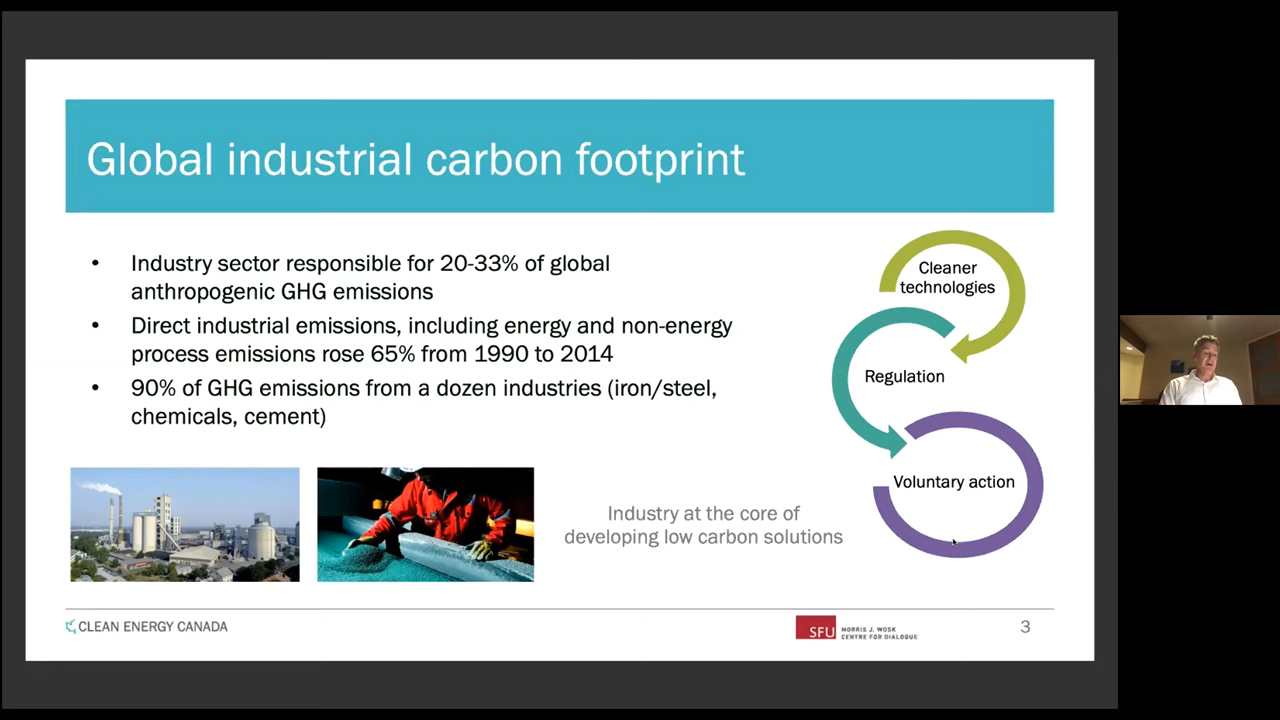 Global industrial carbon footprint
• Industry sector responsible for 20-33% of global
anthropogenic GHG emissions
• Direct industrial emissions, including energy and non-energy
process emissions rose 65% from 1990 to 2014
• 90% of GHG emissions from a dozen industries (iron/steel,
chemicals, cement)
Cleaner
technologies
Regulation
Voluntary action
Industry at the core of
developing low carbon solutions
CLEAN ENERGY CANADA
SFU
MORRIS J. WOSK
CENTRE FOR DIALOGUE
3